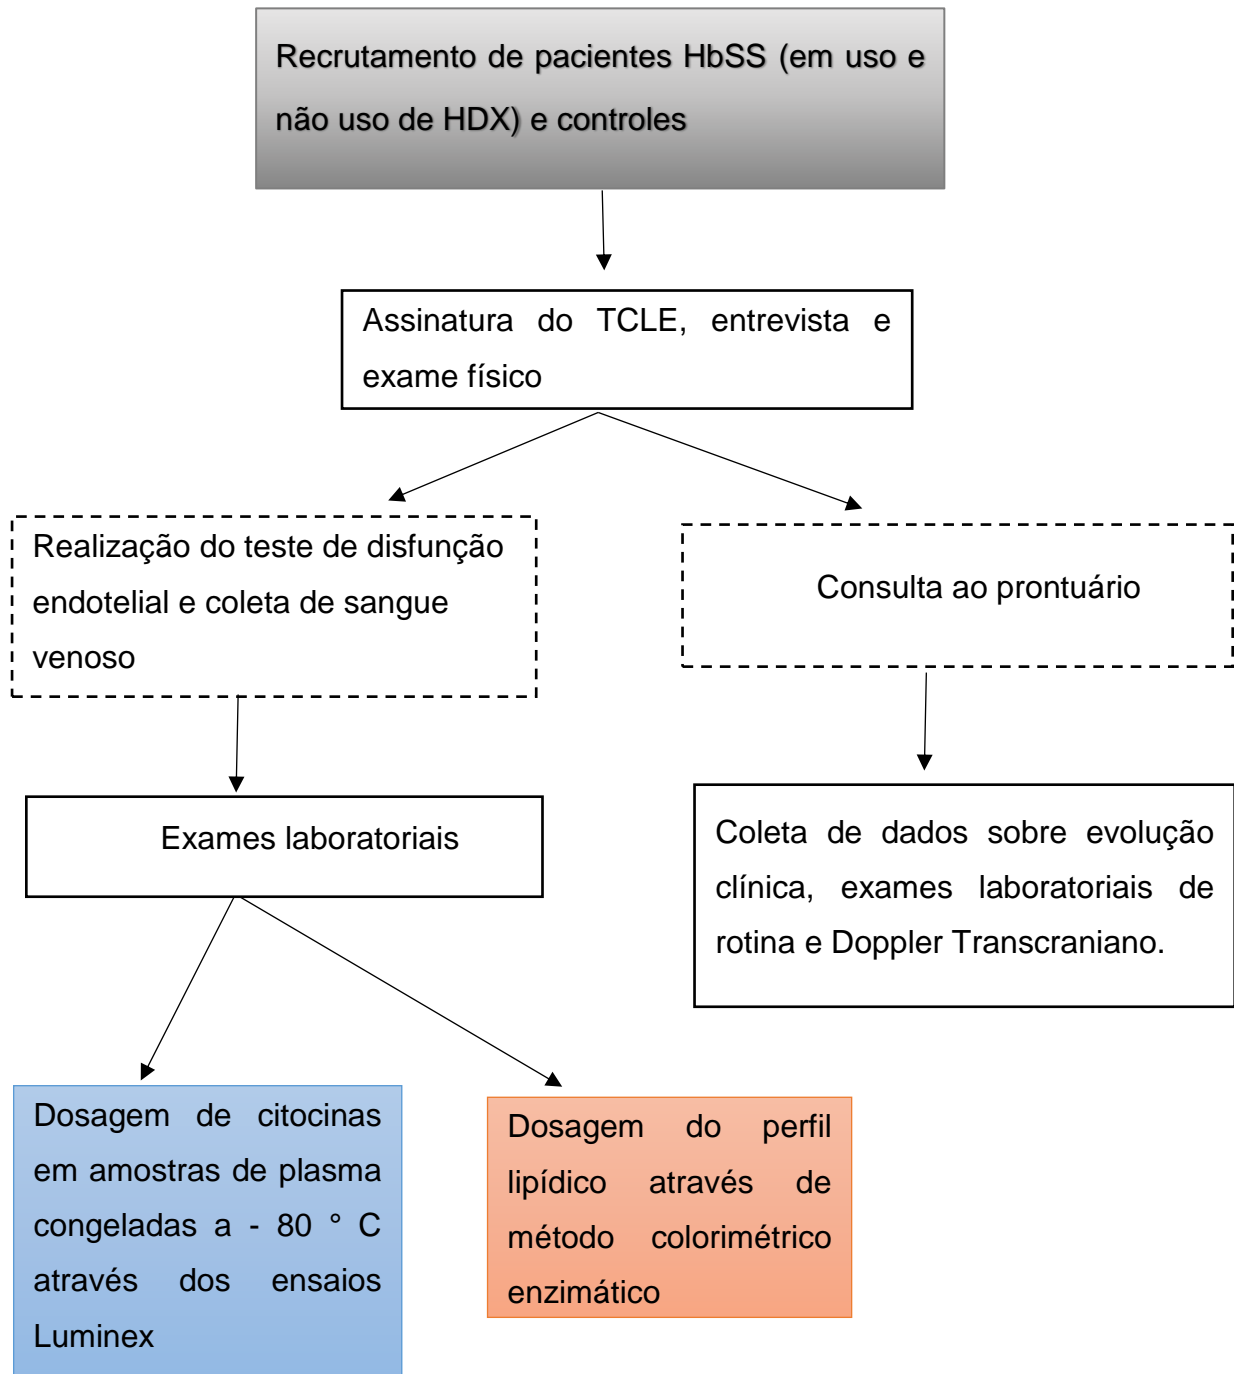 Recrutamento de pacientes HbSS (em uso e
não uso de HDX) e controles
Assinatura do TCLE, entrevista e
exame físico
Realização do teste de disfunção
endotelial e coleta de sangue
venoso
Consulta ao prontuário
Exames laboratoriais
Coleta de dados sobre evolução
clínica, exames laboratoriais de
rotina e Doppler Transcraniano.
Dosagem de citocinas
em amostras de plasma
congeladas a - 80 ° C
através dos ensaios
Luminex
Dosagem do perfil
lipídico através de
método colorimétrico
enzimático